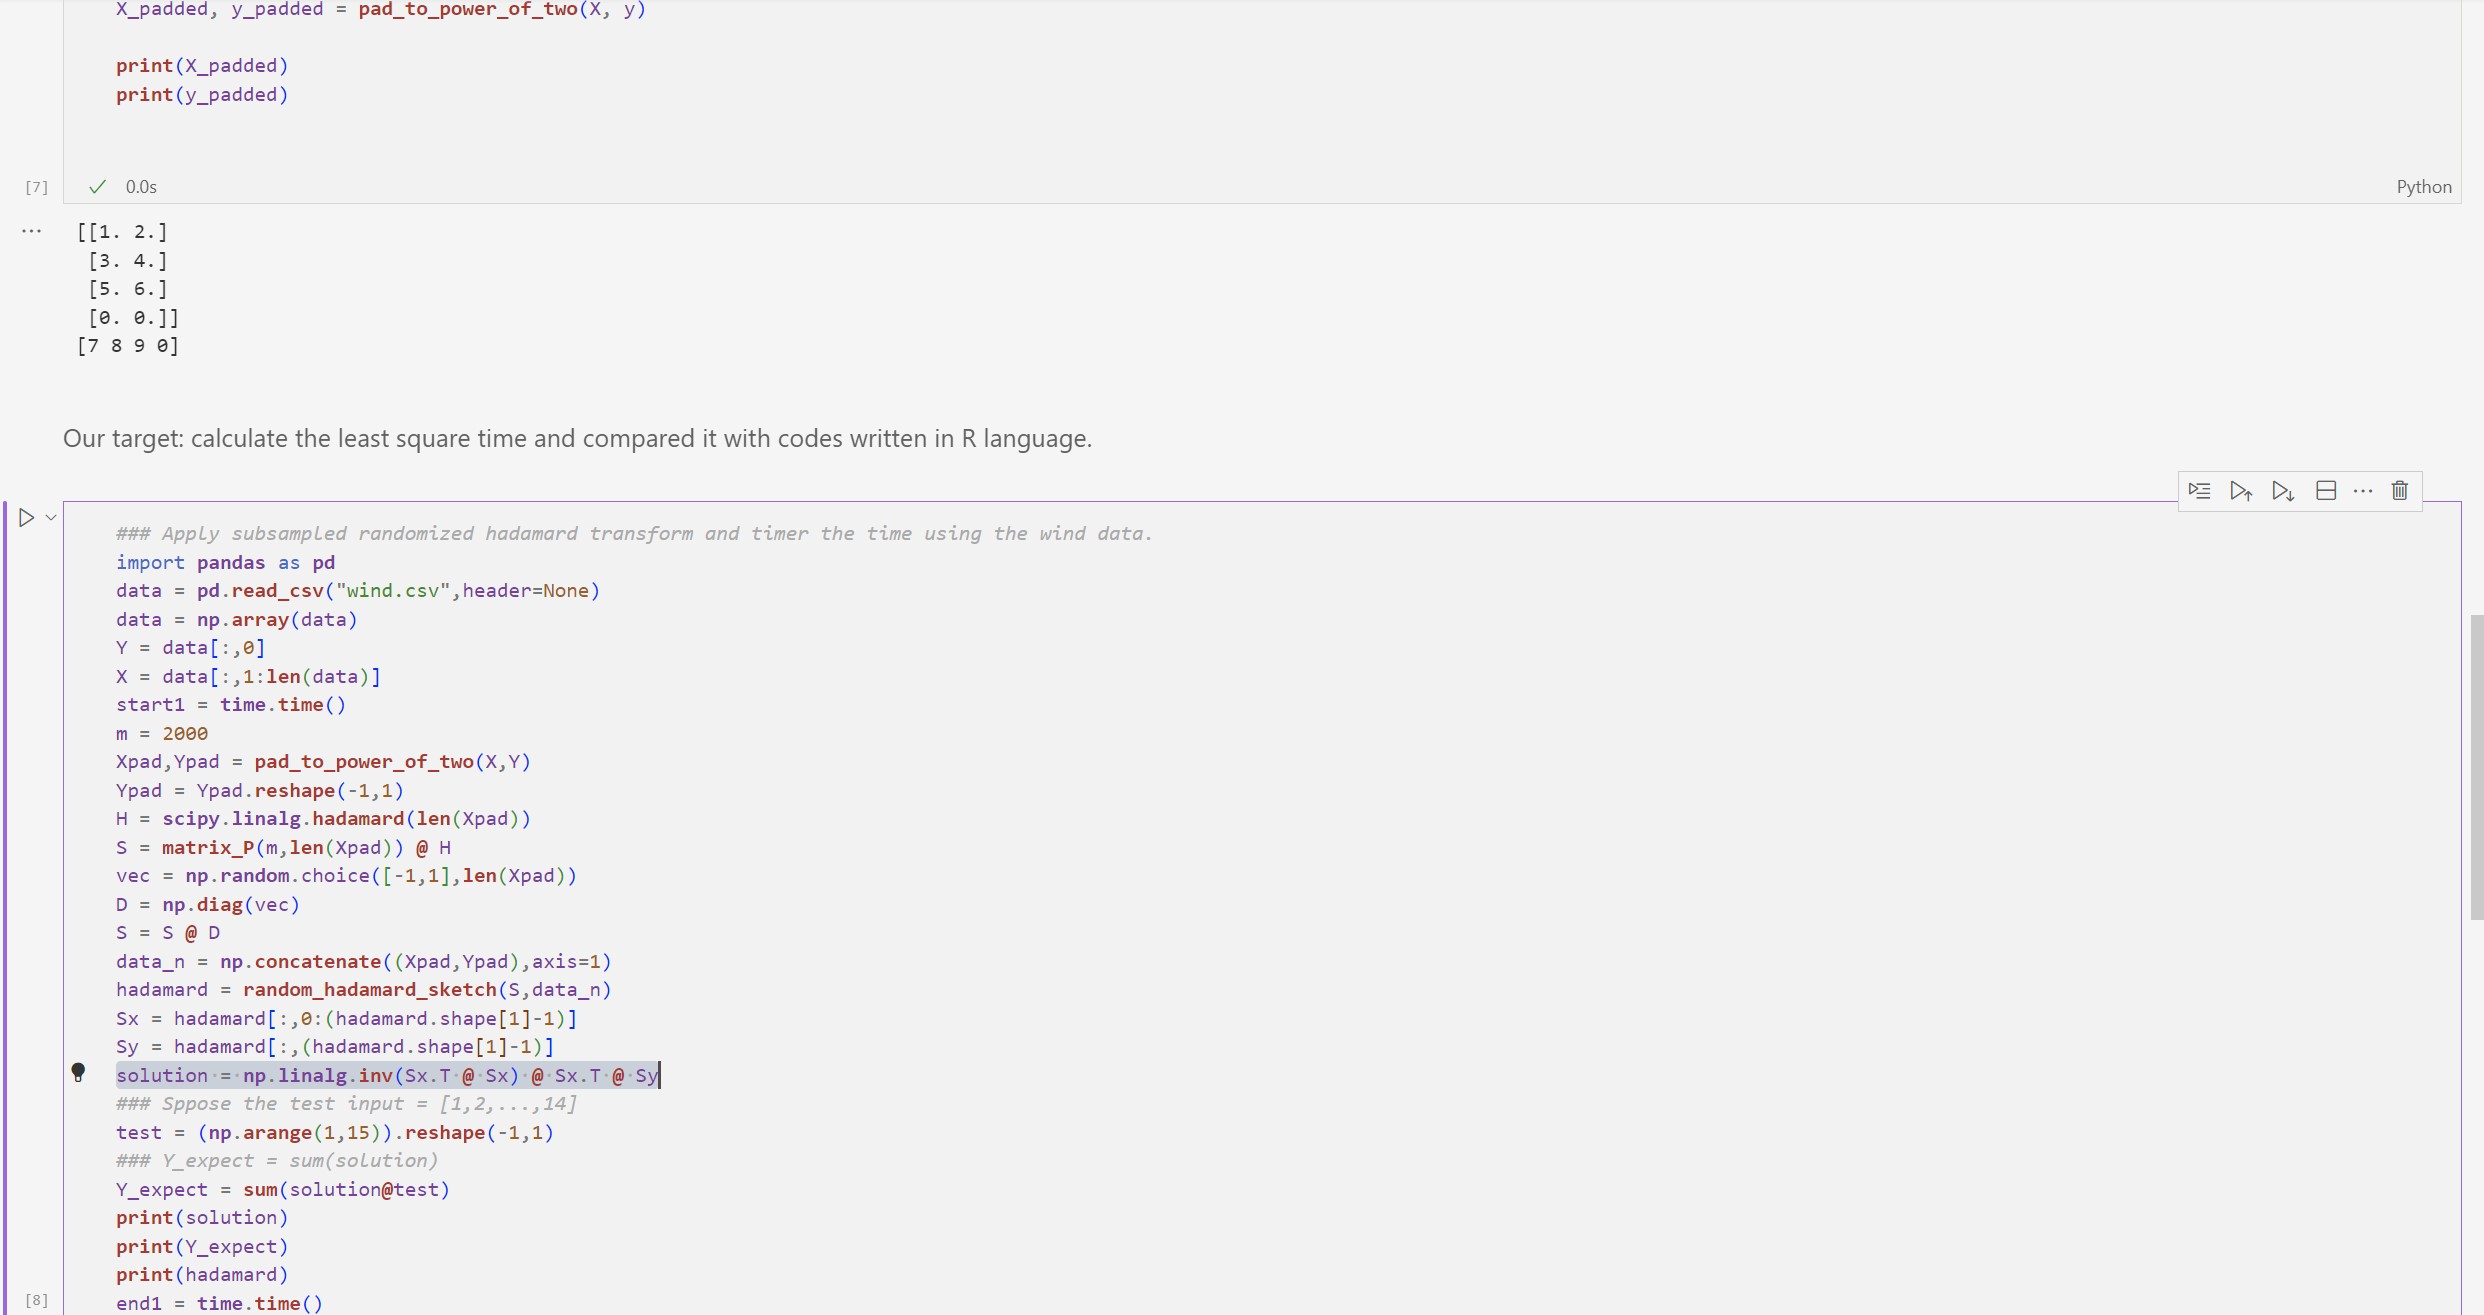 X_padded, y_padded = pad_to_power_of_two(X, y)
print(X_padded)
print(y_padded)
[7]
0.0s
Python
[[1. 2.]
[3. 4.]
[5. 6.]
[0. 0.]]
[7 8 9 0]
Our target: calculate the least square time and compared it with codes written in R language.
### Apply subsampled randomized hadamard transform and timer the time using the wind data.
import pandas as pd
data = pd.read_csv("wind.csv",header=None)
data = np.array(data)
Y = data[:,0]
X = data[:,1:len(data)]
start1 = time.time()
m = 2000
Xpad,Ypad = pad_to_power_of_two(X,Y)
Ypad = Ypad.reshape(-1,1)
H = scipy.linalg.hadamard(len(Xpad))
S = matrix_P(m,len(Xpad)) @ H
vec = np.random.choice([-1,1],len(Xpad))
D = np.diag(vec)
S = S @ D
data_n = np.concatenate((Xpad,Ypad),axis=1)
hadamard = random_hadamard_sketch(S,data_n)
Sx = hadamard[:,0:(hadamard.shape[1]-1)]
Sy = hadamard[:,(hadamard.shape[1]-1)]
solution = np.linalg.inv(Sx.T @ Sx) @ Sx.T @ Sy
### Sppose the test input = [1,2,...,14]
test = (np.arange(1,15)).reshape(-1,1)
### Y_expect = sum(solution)
Y_expect = sum(solution@test)
print(solution)
print(Y_expect)
print(hadamard)
end1 = time.time()
[8]